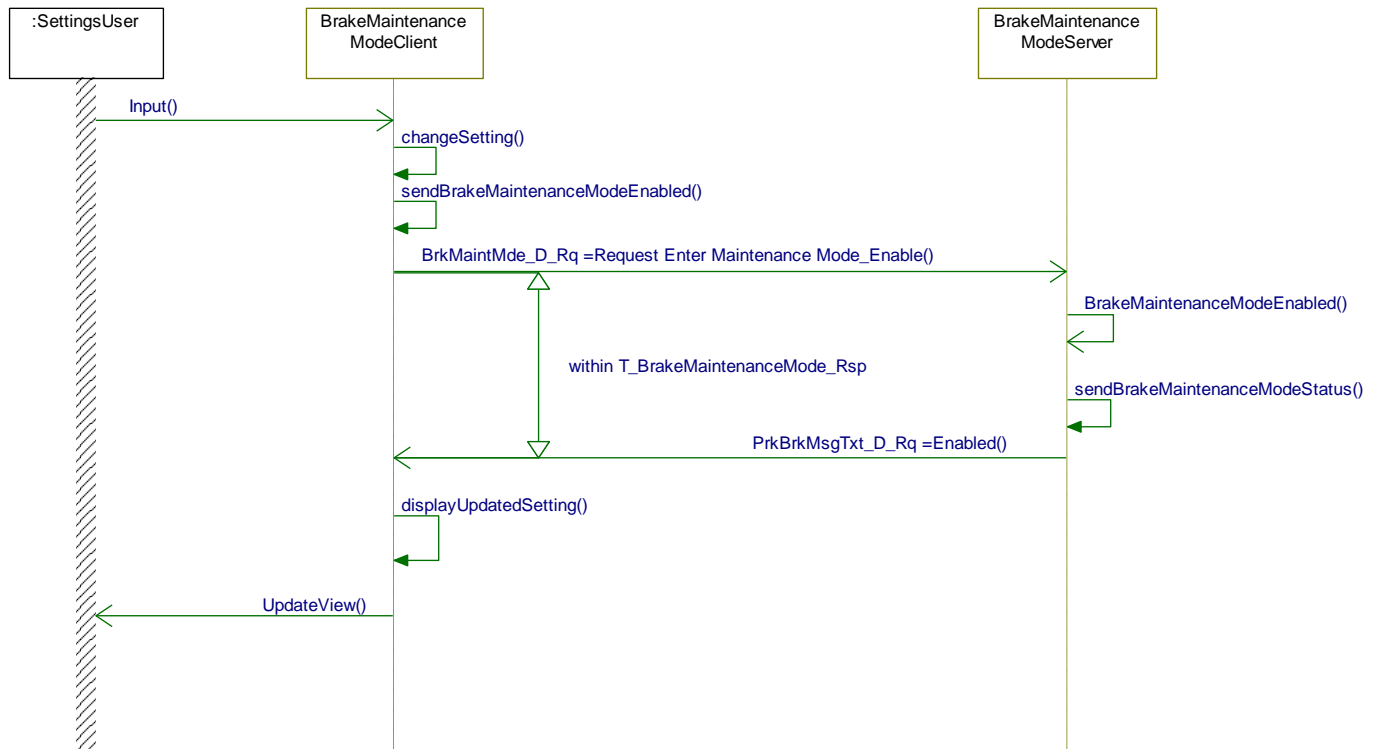 :SettingsUser
BrakeMaintenance
ModeClient
BrakeMaintenance
ModeServer
Input()
changeSetting()
sendBrakeMaintenanceModeEnabled()
BrkMaintMde_D_Rq =Request Enter Maintenance Mode_Enable()
BrakeMaintenanceModeEnabled()
within T_BrakeMaintenanceMode_Rsp
sendBrakeMaintenanceModeStatus()
PrkBrkMsgTxt_D_Rq =Enabled()
displayUpdatedSetting()
UpdateView()